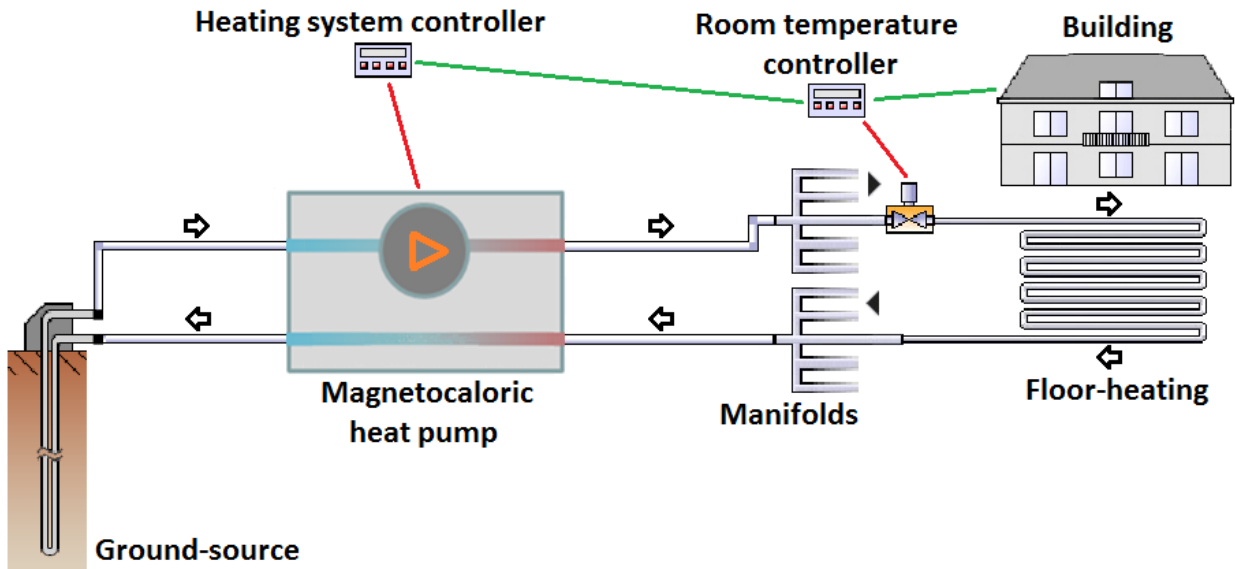 Heating system controller
Room temperature
controller
Building
Magnetocaloric
heat pump
Manifolds
Floor-heating
Ground-source